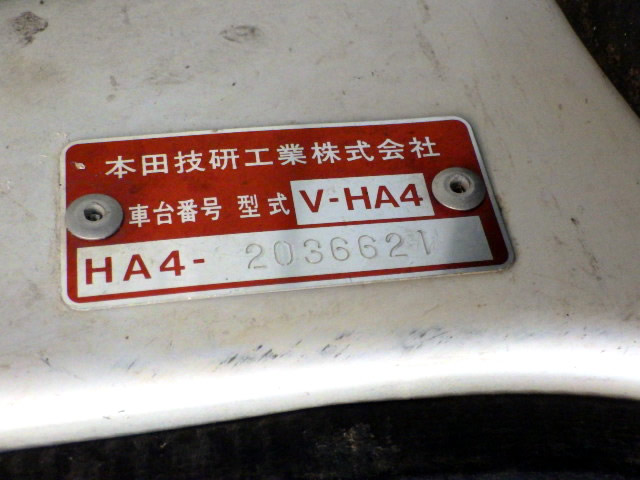 本田技研工業株式会社
車台番号 型式 V-HA4
HA4- 2036621